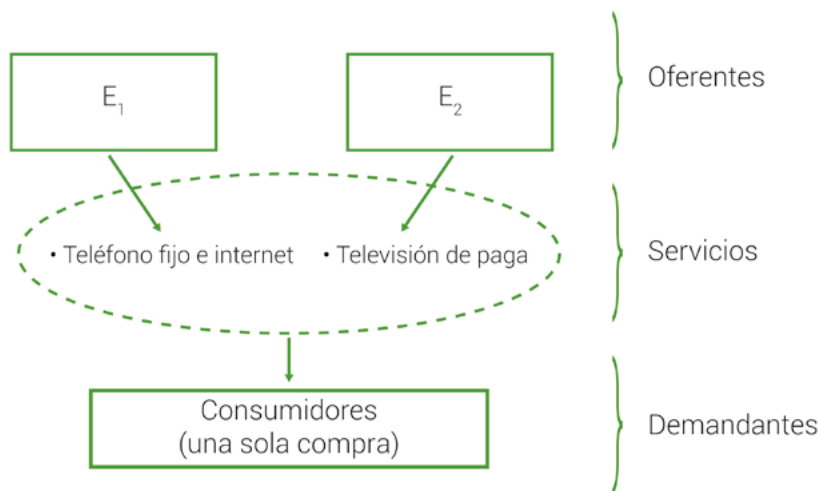 E1
E2
Oferentes
• Teléfono fijo e internet
• Televisión de paga
Servicios
Consumidores
(una sola compra)
Demandantes